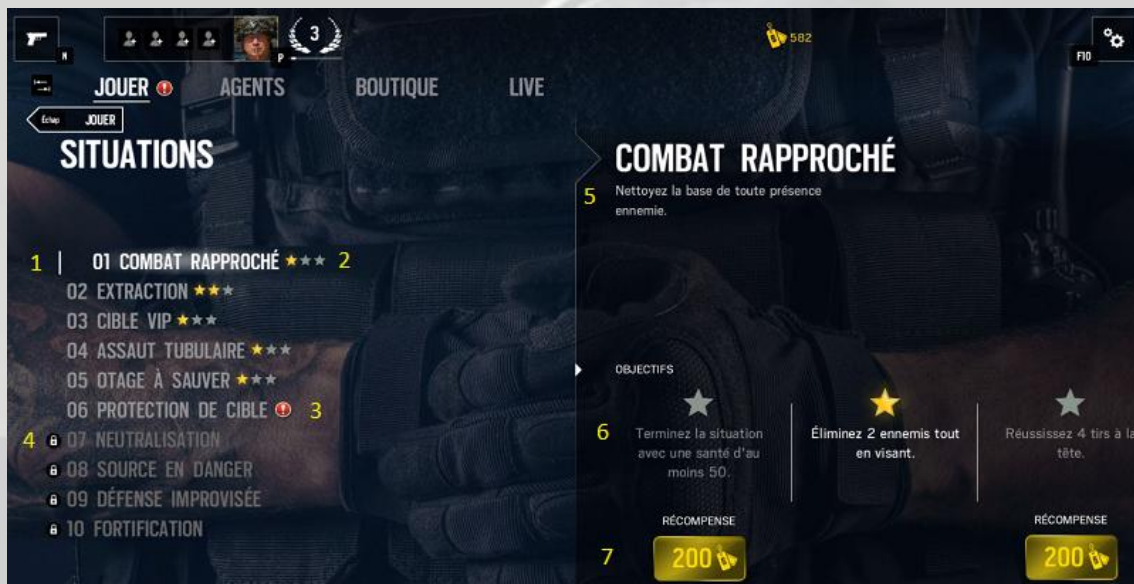 N
P
3
582
F10
JOUER
AGENTS
BOUTIQUE
LIVE
Échap JOUER
SITUATIONS
1 01 COMBAT RAPPROCHÉ 2
02 EXTRACTION
03 CIBLE VIP
04 ASSAUT TUBULAIRE
05 OTAGE À SAUVER
06 PROTECTION DE CIBLE 3
4 07 NEUTRALISATION
08 SOURCE EN DANGER
09 DÉFENSE IMPROVISÉE
10 FORTIFICATION
COMBAT RAPPROCHÉ
5 Nettoyez la base de toute présence
ennemie.
OBJECTIFS
6
Terminez la situation
avec une santé d'au
moins 50.
Éliminez 2 ennemis tout
en visant.
Réussissez 4 tirs à la
tête.
RÉCOMPENSE
7 200
RÉCOMPENSE
200